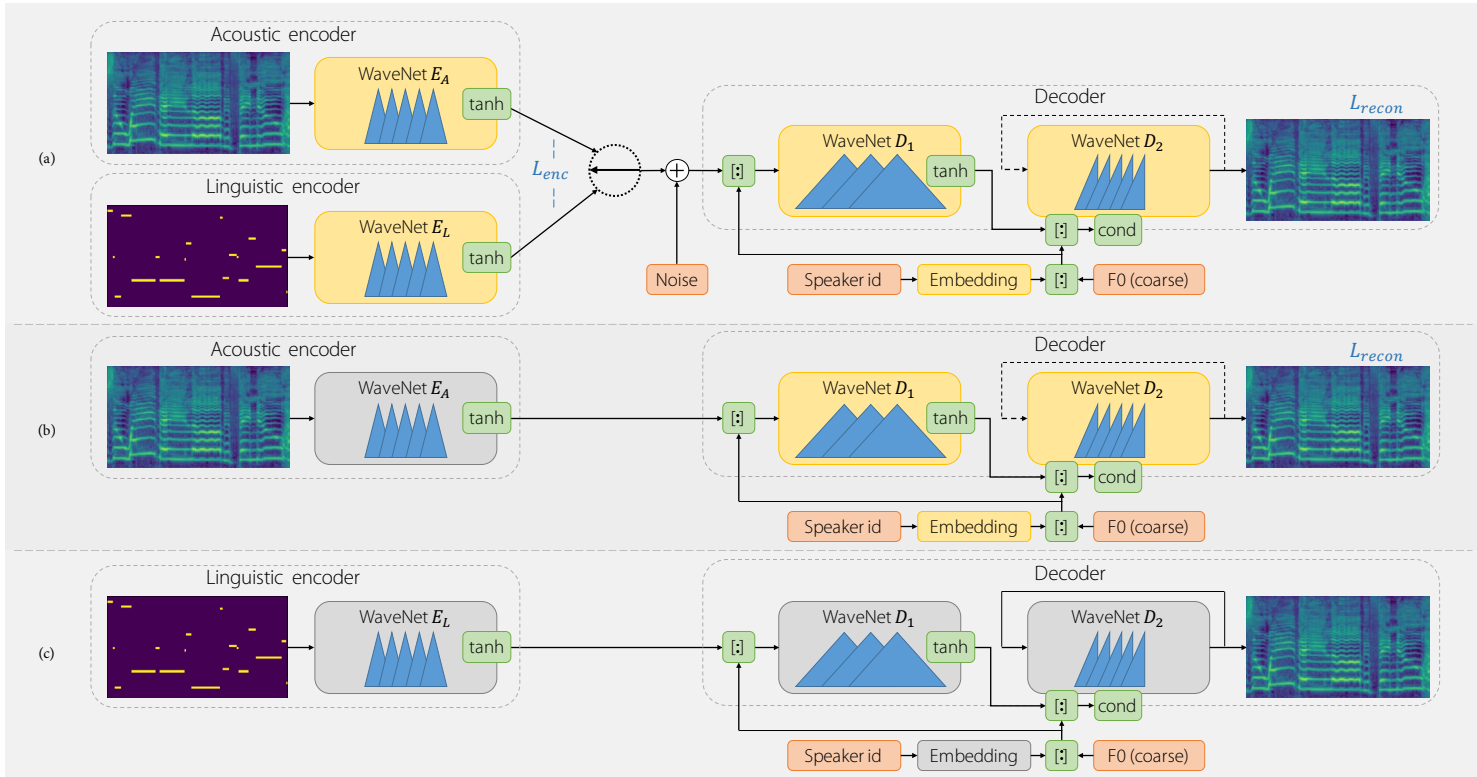 Acoustic encoder
WaveNet E_A
tanh
Linguistic encoder
WaveNet E_L
tanh
(a)
L_enc
+
Noise
Decoder
[:]
WaveNet D_1
tanh
WaveNet D_2
L_recon
[:]
cond
Speaker id
Embedding
[:]
F0 (coarse)
Acoustic encoder
WaveNet E_A
tanh
(b)
Decoder
[:]
WaveNet D_1
tanh
WaveNet D_2
L_recon
[:]
cond
Speaker id
Embedding
[:]
F0 (coarse)
Linguistic encoder
WaveNet E_L
tanh
(c)
Decoder
[:]
WaveNet D_1
tanh
WaveNet D_2
[:]
cond
Speaker id
Embedding
[:]
F0 (coarse)